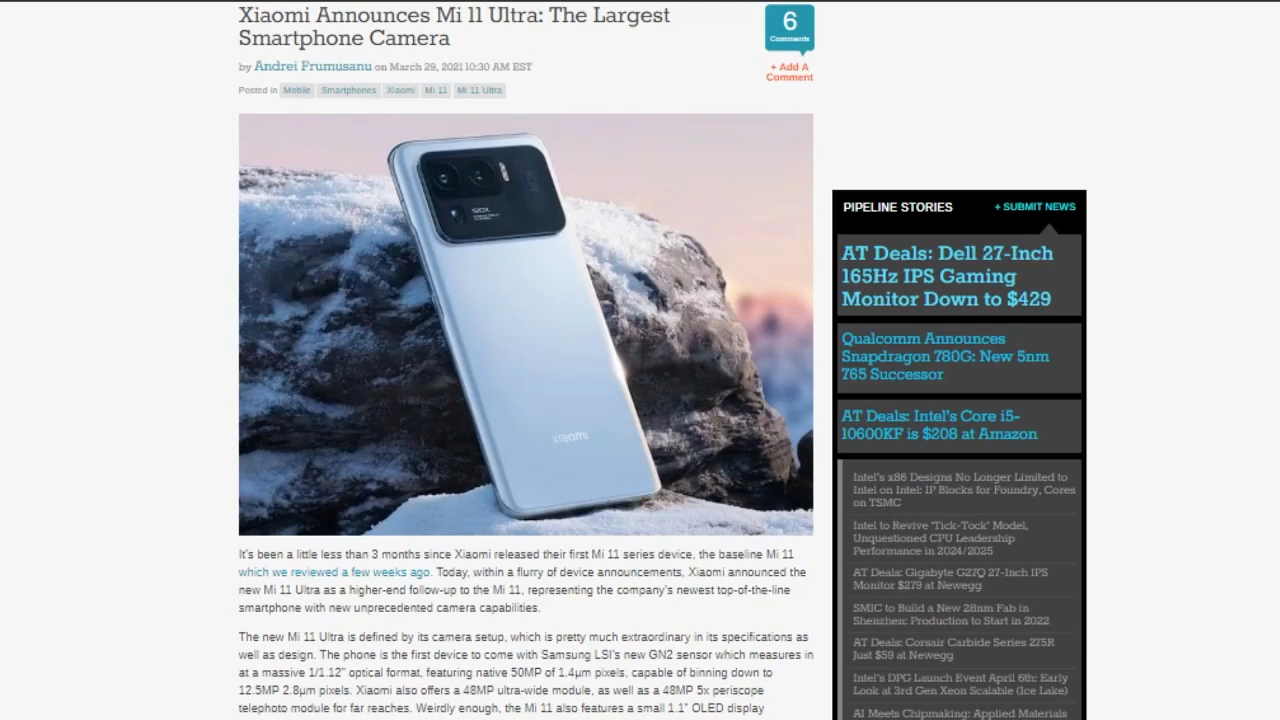 Xiaomi Announces Mi 11 Ultra: The Largest
Smartphone Camera
by Andrei Frumusanu on March 29, 2021 10:30 AM EST
Posted in Mobile Smartphones Xiaomi Mi 11 Mi 11 Ultra
6
Comments
+ Add A
Comment
120X
xiaomi
It's been a little less than 3 months since Xiaomi released their first Mi 11 series device, the baseline Mi 11
which we reviewed a few weeks ago. Today, within a flurry of device announcements, Xiaomi announced the
new Mi 11 Ultra as a higher-end follow-up to the Mi 11, representing the company's newest top-of-the-line
smartphone with new unprecedented camera capabilities.
The new Mi 11 Ultra is defined by its camera setup, which is pretty much extraordinary in its specifications as
well as design. The phone is the first device to come with Samsung LSI's new GN2 sensor which measures in
at a massive 1/1.12" optical format, featuring native 50MP of 1.4µm pixels, capable of binning down to
12.5MP 2.8µm pixels. Xiaomi also offers a 48MP ultra-wide module, as well as a 48MP 5x periscope
telephoto module for far reaches. Weirdly enough, the Mi 11 also features a small 1.1" OLED display
PIPELINE STORIES
+ SUBMIT NEWS
AT Deals: Dell 27-Inch
165Hz IPS Gaming
Monitor Down to $429
Qualcomm Announces
Snapdragon 780G: New 5nm
765 Successor
AT Deals: Intel's Core i5-
10600KF is $208 at Amazon
Intel's x86 Designs No Longer Limited to
Intel on Intel: IP Blocks for Foundry, Cores
on TSMC
Intel to Revive 'Tick-Tock' Model,
Unquestioned CPU Leadership
Performance in 2024/2025
AT Deals: Gigabyte G27Q 27-Inch IPS
Monitor $279 at Newegg
SMIC to Build a New 28nm Fab in
Shenzhen: Production to Start in 2022
AT Deals: Corsair Carbide Series 275R
Just $59 at Newegg
Intel's DPG Launch Event April 6th: Early
Look at 3rd Gen Xeon Scalable (Ice Lake)
AI Meets Chipmaking: Applied Materials